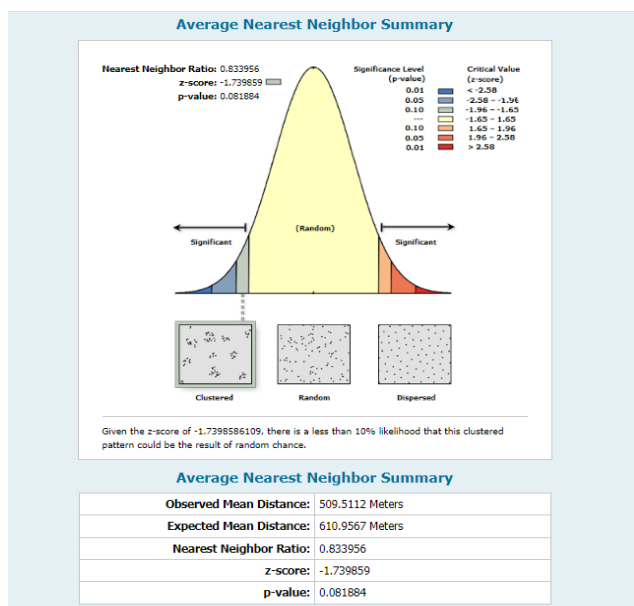 Average Nearest Neighbor Summary
Nearest Neighbor Ratio: 0.833956
z-score: -1.739859
p-value: 0.081884
Significance Level (p-value)
Critical Value (z-score)
0.01 < -2.58
0.05 -2.58 – -1.96
0.10 -1.96 – -1.65
--- -1.65 – 1.65
0.10 1.65 – 1.96
0.05 1.96 – 2.58
0.01 > 2.58
(Random)
Significant
Significant
Clustered
Random
Dispersed
Given the z-score of -1.7398586109, there is a less than 10% likelihood that this clustered
pattern could be the result of random chance.
Average Nearest Neighbor Summary
Observed Mean Distance: 509.5112 Meters
Expected Mean Distance: 610.9567 Meters
Nearest Neighbor Ratio: 0.833956
z-score: -1.739859
p-value: 0.081884